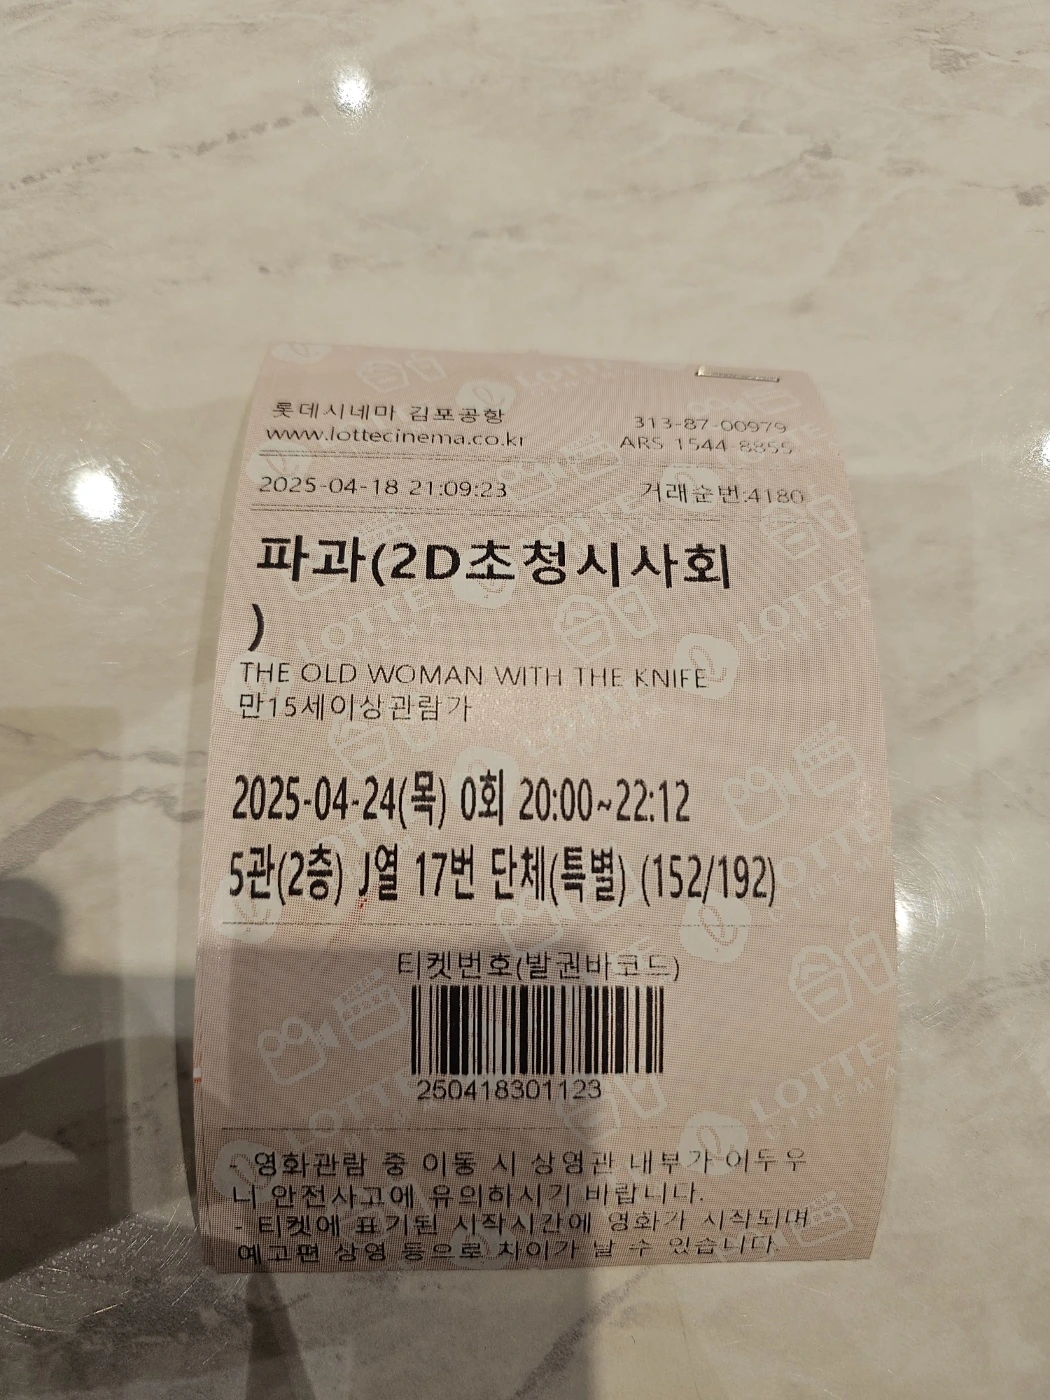 롯데시네마 김포공항
313-87-00979
www.lottecinema.co.kr
ARS 1544-8855
2025-04-18 21:09:23
거래순번:4180
파과(2D초청시사회
)
THE OLD WOMAN WITH THE KNIFE
만15세이상관람가
2025-04-24(목) 0회 20:00~22:12
5관(2층) J열 17번 단체(특별) (152/192)
티켓번호(발권바코드)
250418301123
- 영화관람 중 이동 시 상영관 내부가 어두우
니 안전사고에 유의하시기 바랍니다.
- 티켓에 표기된 시작시간에 영화가 시작되며
예고편 상영 등으로 차이가 날 수 있습니다.